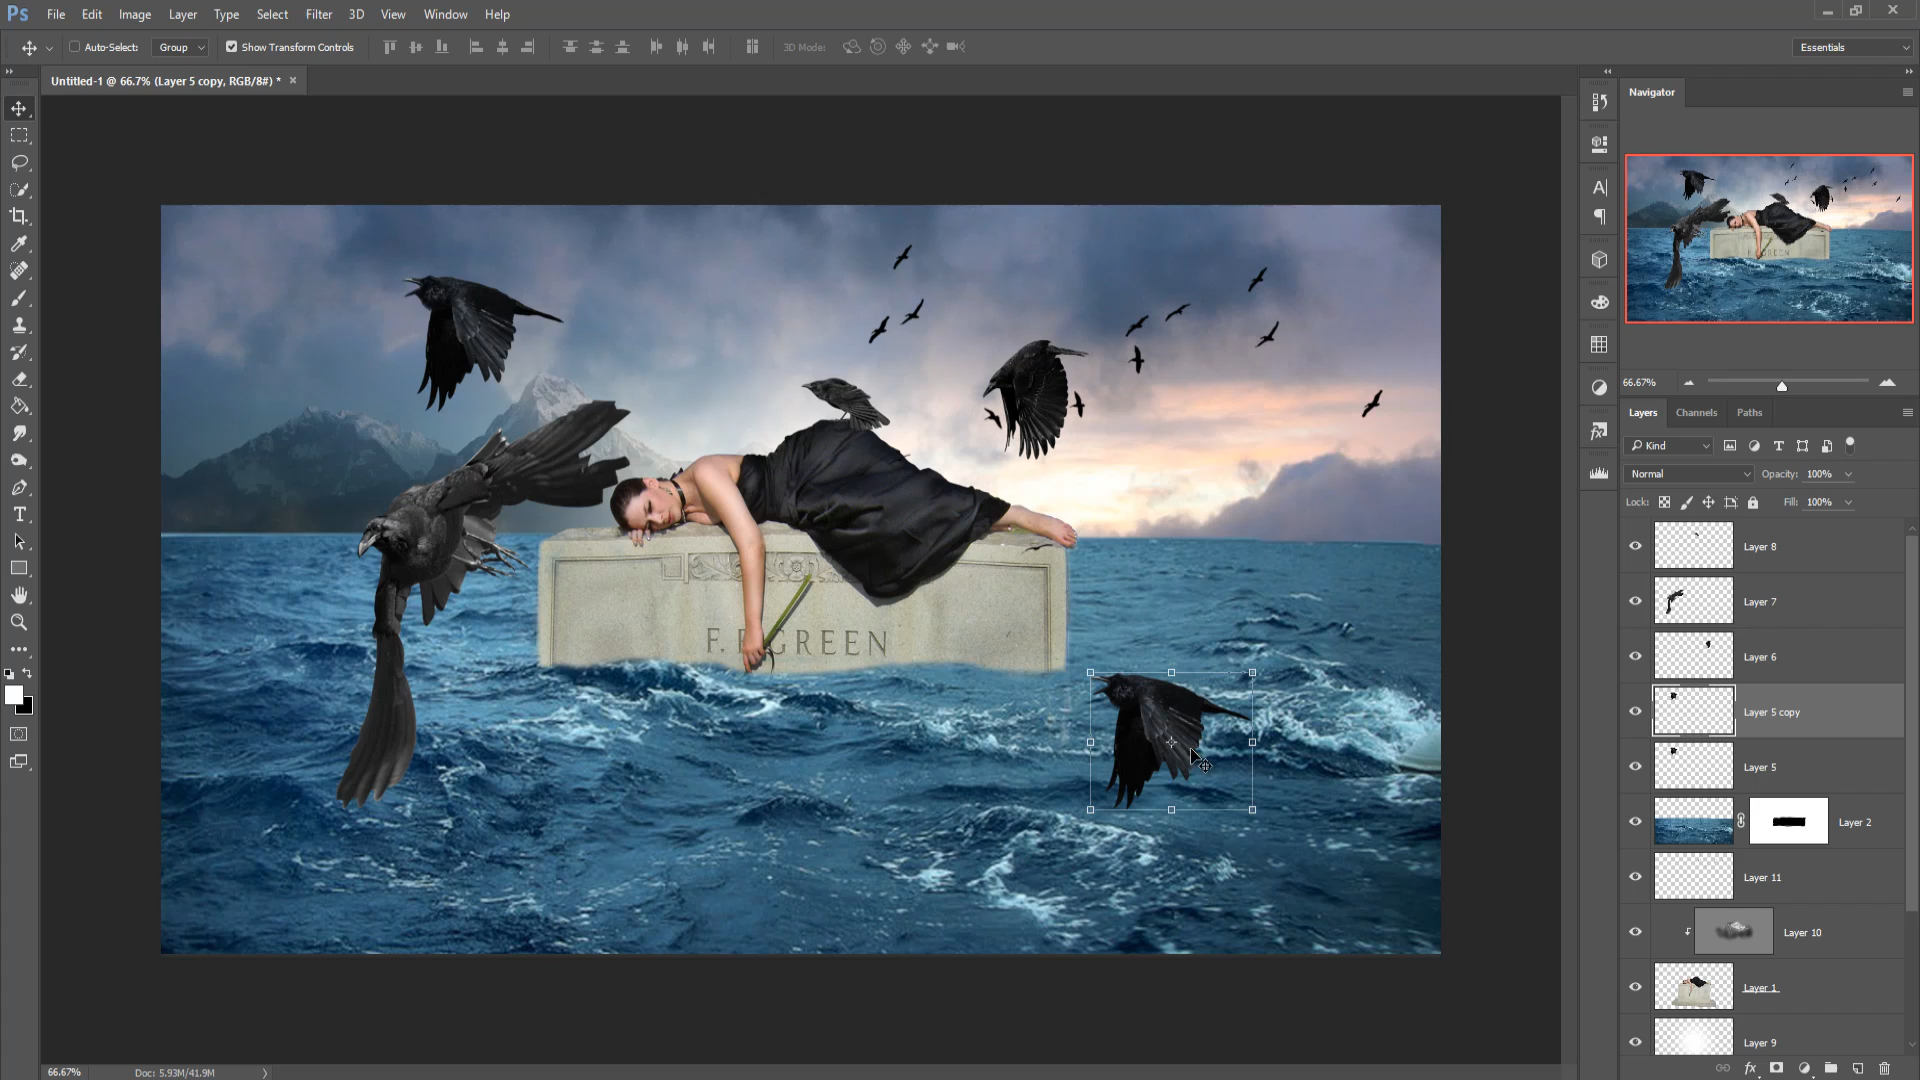 Ps File Edit Image Layer Type Select Filter 3D View Window Help
Auto-Select: Group Show Transform Controls 3D Mode: Essentials
Untitled-1 @ 66.7% (Layer 5 copy, RGB/8#) * ×
Navigator
66.67%
Layers Channels Paths
Kind
Normal Opacity: 100%
Lock: Fill: 100%
Layer 8
Layer 7
Layer 6
Layer 5 copy
Layer 5
Layer 2
Layer 11
Layer 10
Layer 1
Layer 9
GREEN
66.67% Doc: 5.93M/41.9M